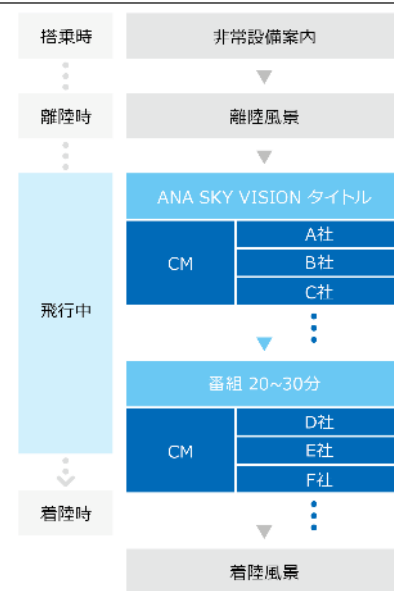 搭乗時
非常設備案内
離陸時
離陸風景
飛行中
ANA SKY VISION タイトル
CM
A社
B社
C社
番組 20~30分
CM
D社
E社
F社
着陸時
着陸風景